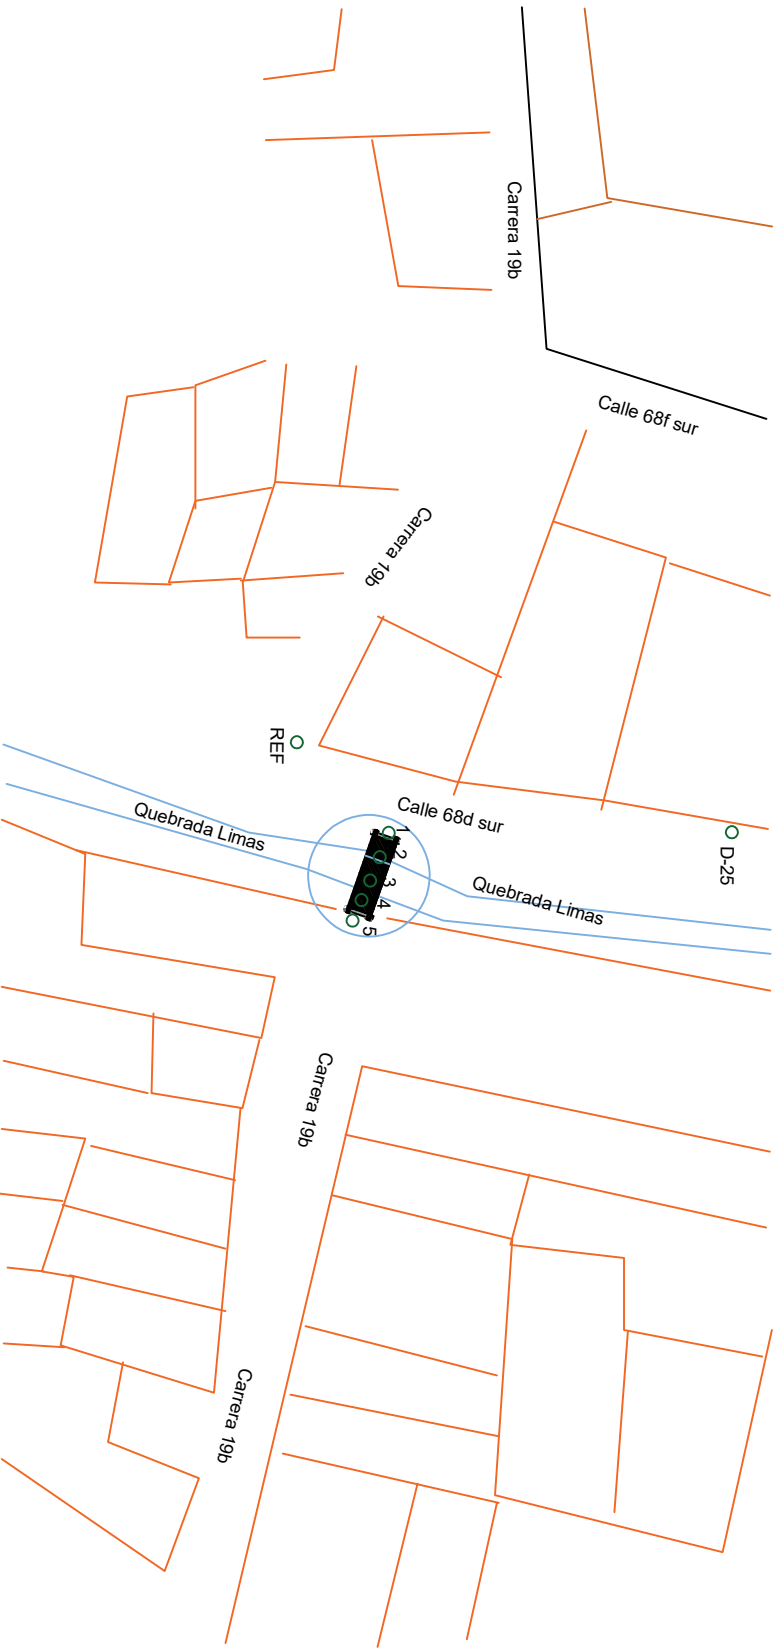 Carrera 19b
Calle 68f sur
Carrera 19b
REF
Calle 68d sur
Quebrada Limas
1
2
3
4
5
D-25
Quebrada Limas
Carrera 19b
Carrera 19b